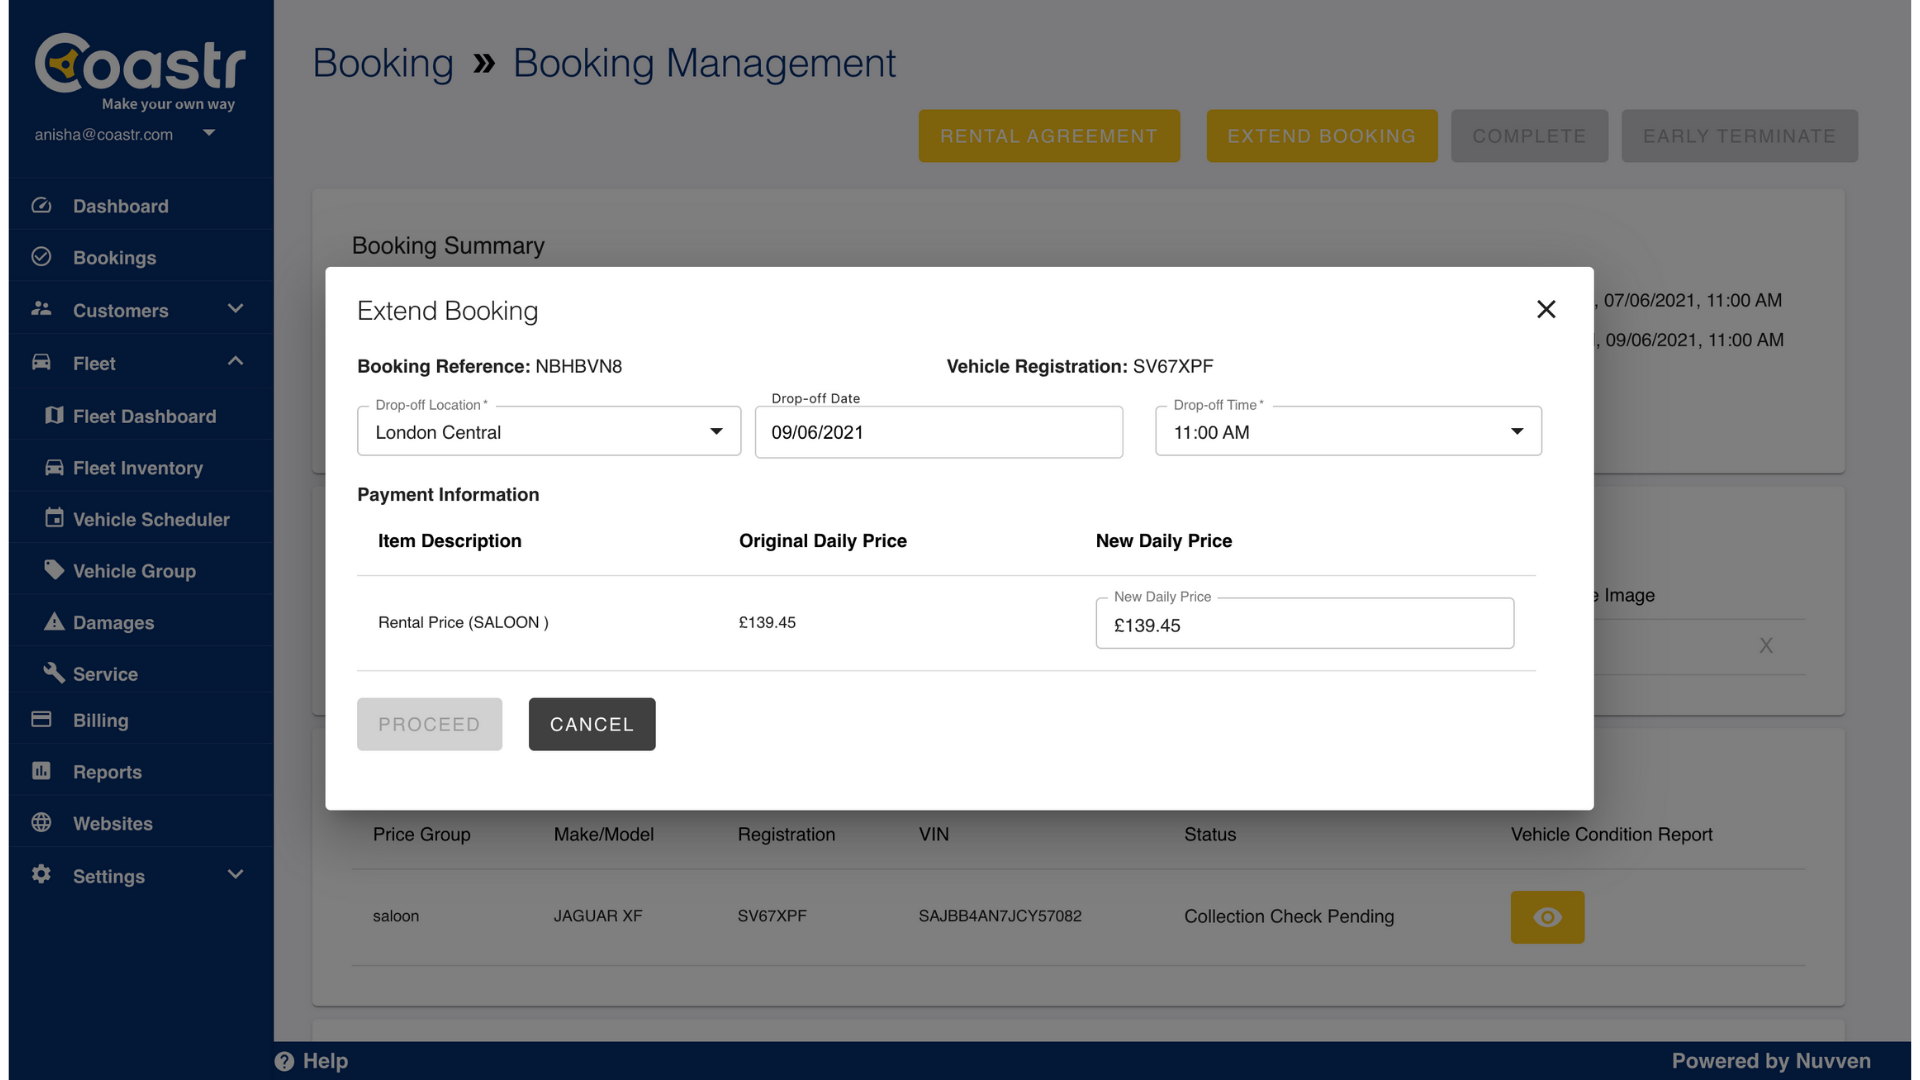 Coastr
Make your own way
anisha@coastr.com
Dashboard
Bookings
Customers
Fleet
Fleet Dashboard
Fleet Inventory
Vehicle Scheduler
Vehicle Group
Damages
Service
Billing
Reports
Websites
Settings
Booking » Booking Management
RENTAL AGREEMENT
EXTEND BOOKING
COMPLETE
EARLY TERMINATE
Booking Summary
, 07/06/2021, 11:00 AM
, 09/06/2021, 11:00 AM
Extend Booking
Booking Reference: NBHBVN8
Vehicle Registration: SV67XPF
Drop-off Location *
London Central
Drop-off Date
09/06/2021
Drop-off Time *
11:00 AM
Payment Information
Item Description Original Daily Price New Daily Price
Rental Price (SALOON ) £139.45
New Daily Price
£139.45
PROCEED
CANCEL
Image
X
Price Group Make/Model Registration VIN Status Vehicle Condition Report
saloon JAGUAR XF SV67XPF SAJBB4AN7JCY57082 Collection Check Pending
? Help
Powered by Nuvven